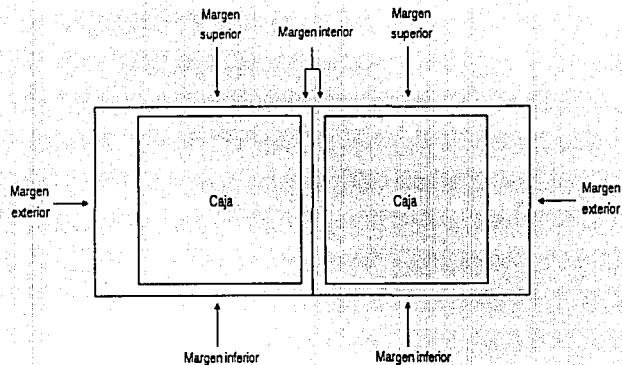 Margen
superior
Margen interior
Margen
superior
Margen
exterior
Caja
Caja
Margen
exterior
Margen inferior
Margen inferior